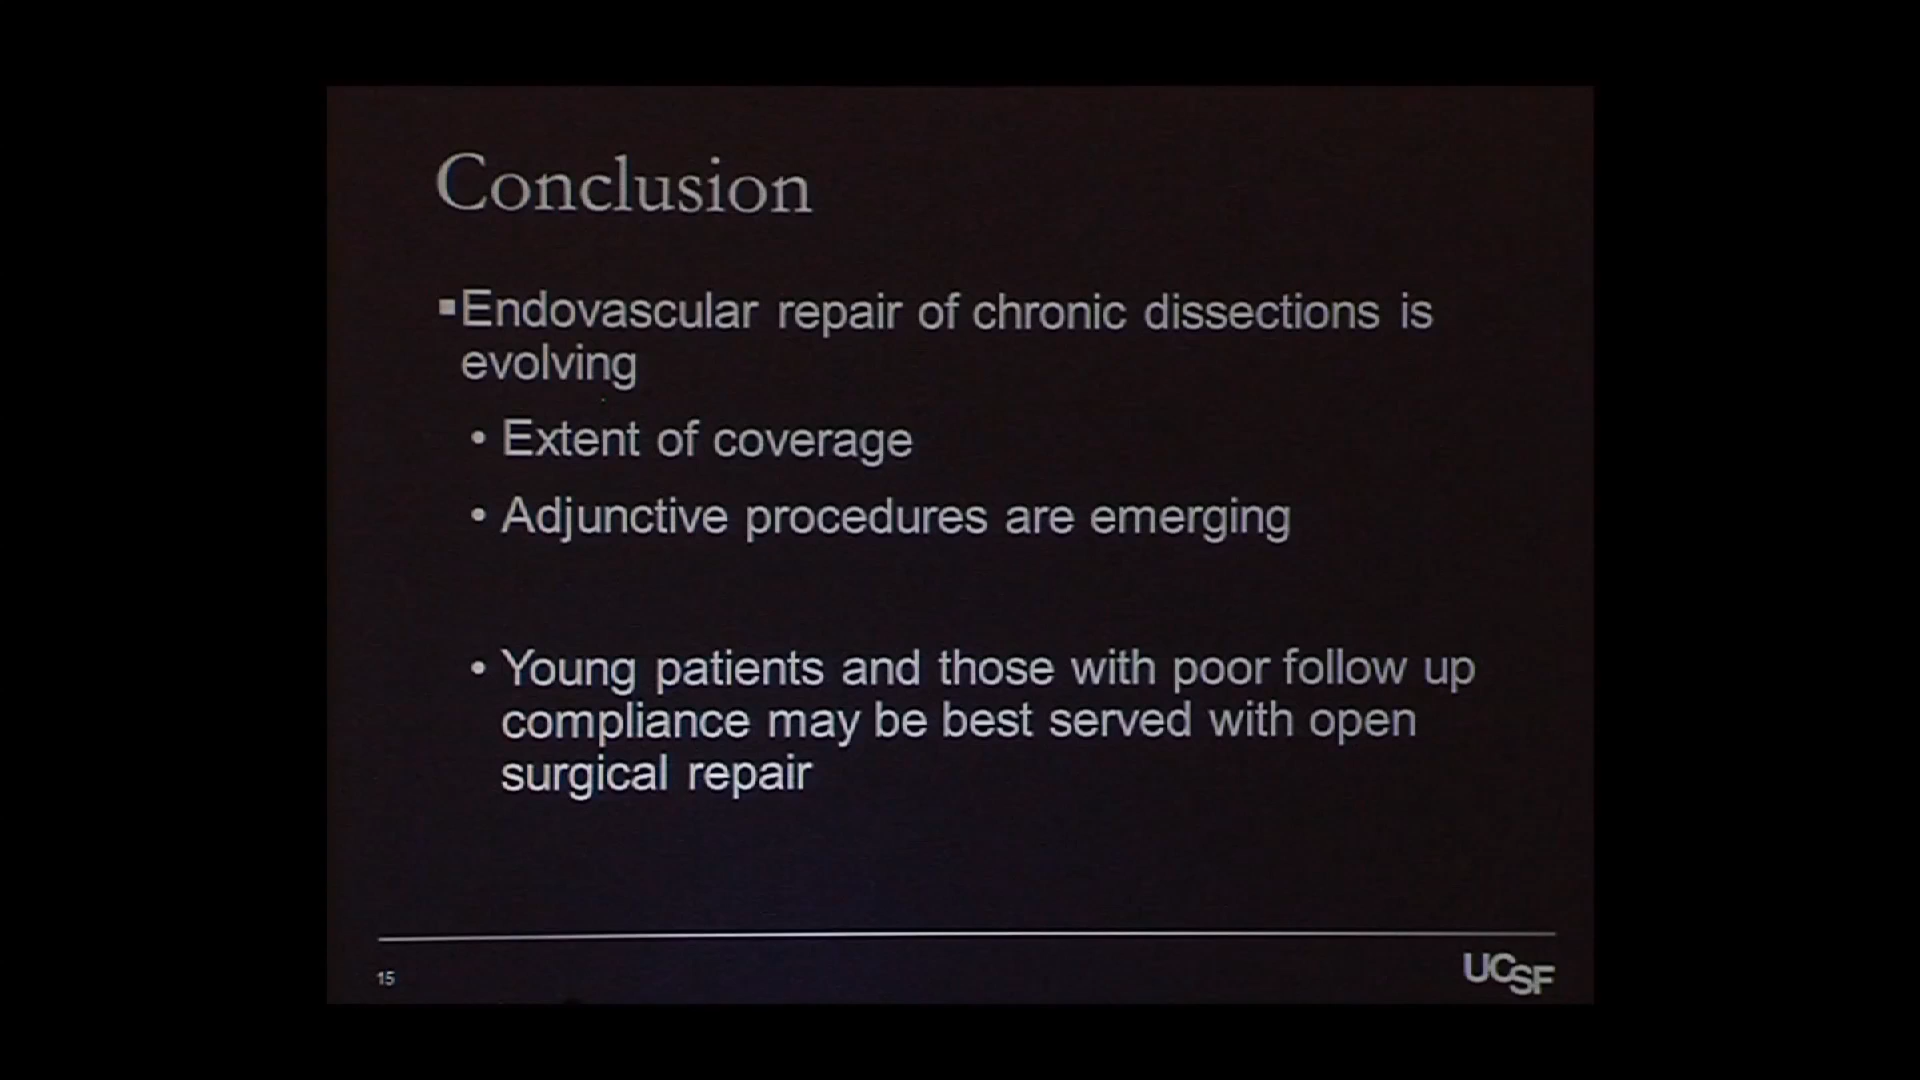 Conclusion
▪Endovascular repair of chronic dissections is
evolving
• Extent of coverage
• Adjunctive procedures are emerging
• Young patients and those with poor follow up
compliance may be best served with open
surgical repair
15
UCSF